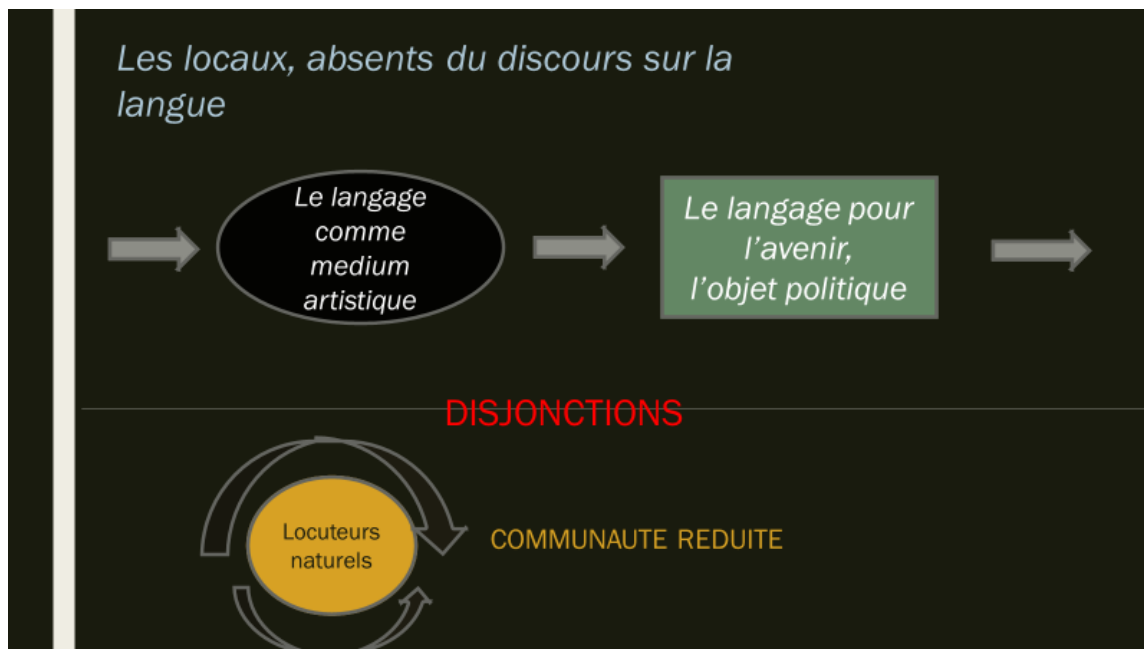 Les locaux, absents du discours sur la
langue
Le langage
comme
medium
artistique
Le langage pour
l'avenir,
l'objet politique
DISJONCTIONS
Locuteurs
naturels
COMMUNAUTE REDUITE